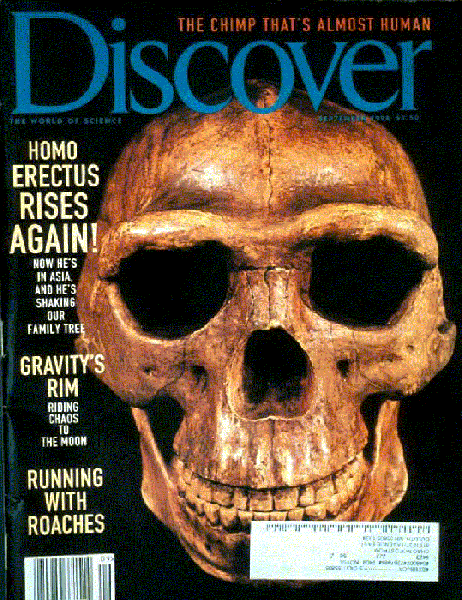 THE CHIMP THAT'S ALMOST HUMAN
Discover
THE WORLD OF SCIENCE
SEPTEMBER
HOMO
ERECTUS
RISES
AGAIN!
NOW HE'S
IN ASIA
AND HE'S
SHAKING
OUR
FAMILY TREE
GRAVITY'S
RIM
RIDING
CHAOS
TO
THE MOON
RUNNING
WITH
ROACHES